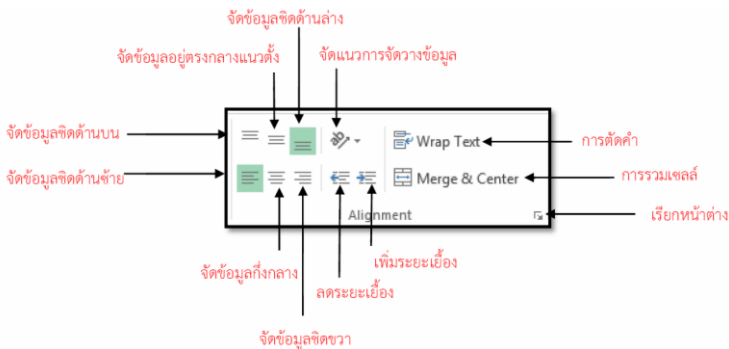 จัดข้อมูลชิดด้านล่าง
จัดข้อมูลอยู่ตรงกลางแนวตั้ง
จัดแนวการจัดวางข้อมูล
จัดข้อมูลชิดด้านบน
ab
Wrap Text
การตัดคำ
จัดข้อมูลชิดด้านซ้าย
Merge & Center
การรวมเซลล์
Alignment
เรียกหน้าต่าง
จัดข้อมูลกึ่งกลาง
เพิ่มระยะเยื้อง
ลดระยะเยื้อง
จัดข้อมูลชิดขวา